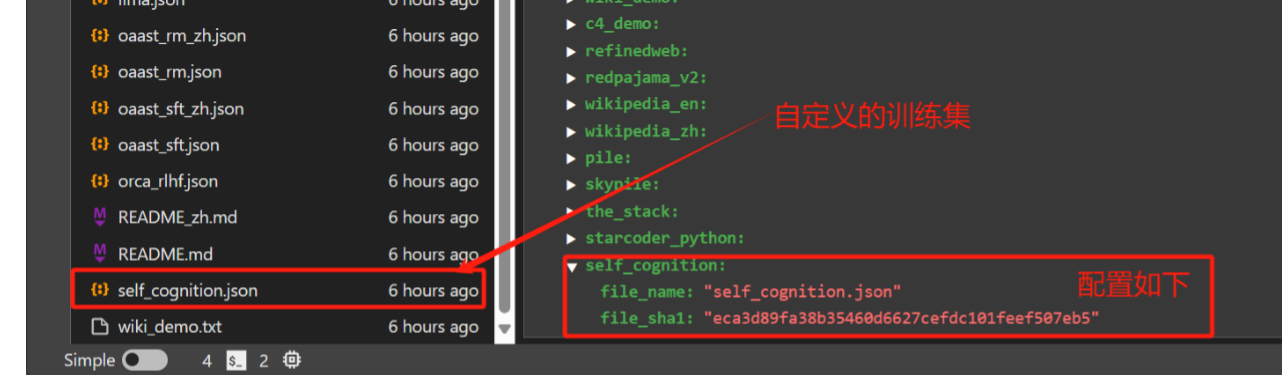 lima.json 6 hours ago
oaast_rm_zh.json 6 hours ago
oaast_rm.json 6 hours ago
oaast_sft_zh.json 6 hours ago
oaast_sft.json 6 hours ago
orca_rlhf.json 6 hours ago
README_zh.md 6 hours ago
README.md 6 hours ago
self_cognition.json 6 hours ago
wiki_demo.txt 6 hours ago
Simple 4 $_ 2
wiki_demo:
c4_demo:
refinedweb:
redpajama_v2:
wikipedia_en:
自定义的训练集
wikipedia_zh:
pile:
skypile:
the_stack:
starcoder_python:
self_cognition:
配置如下
file_name: "self_cognition.json"
file_sha1: "eca3d89fa38b35460d6627cefdc101feef507eb5"